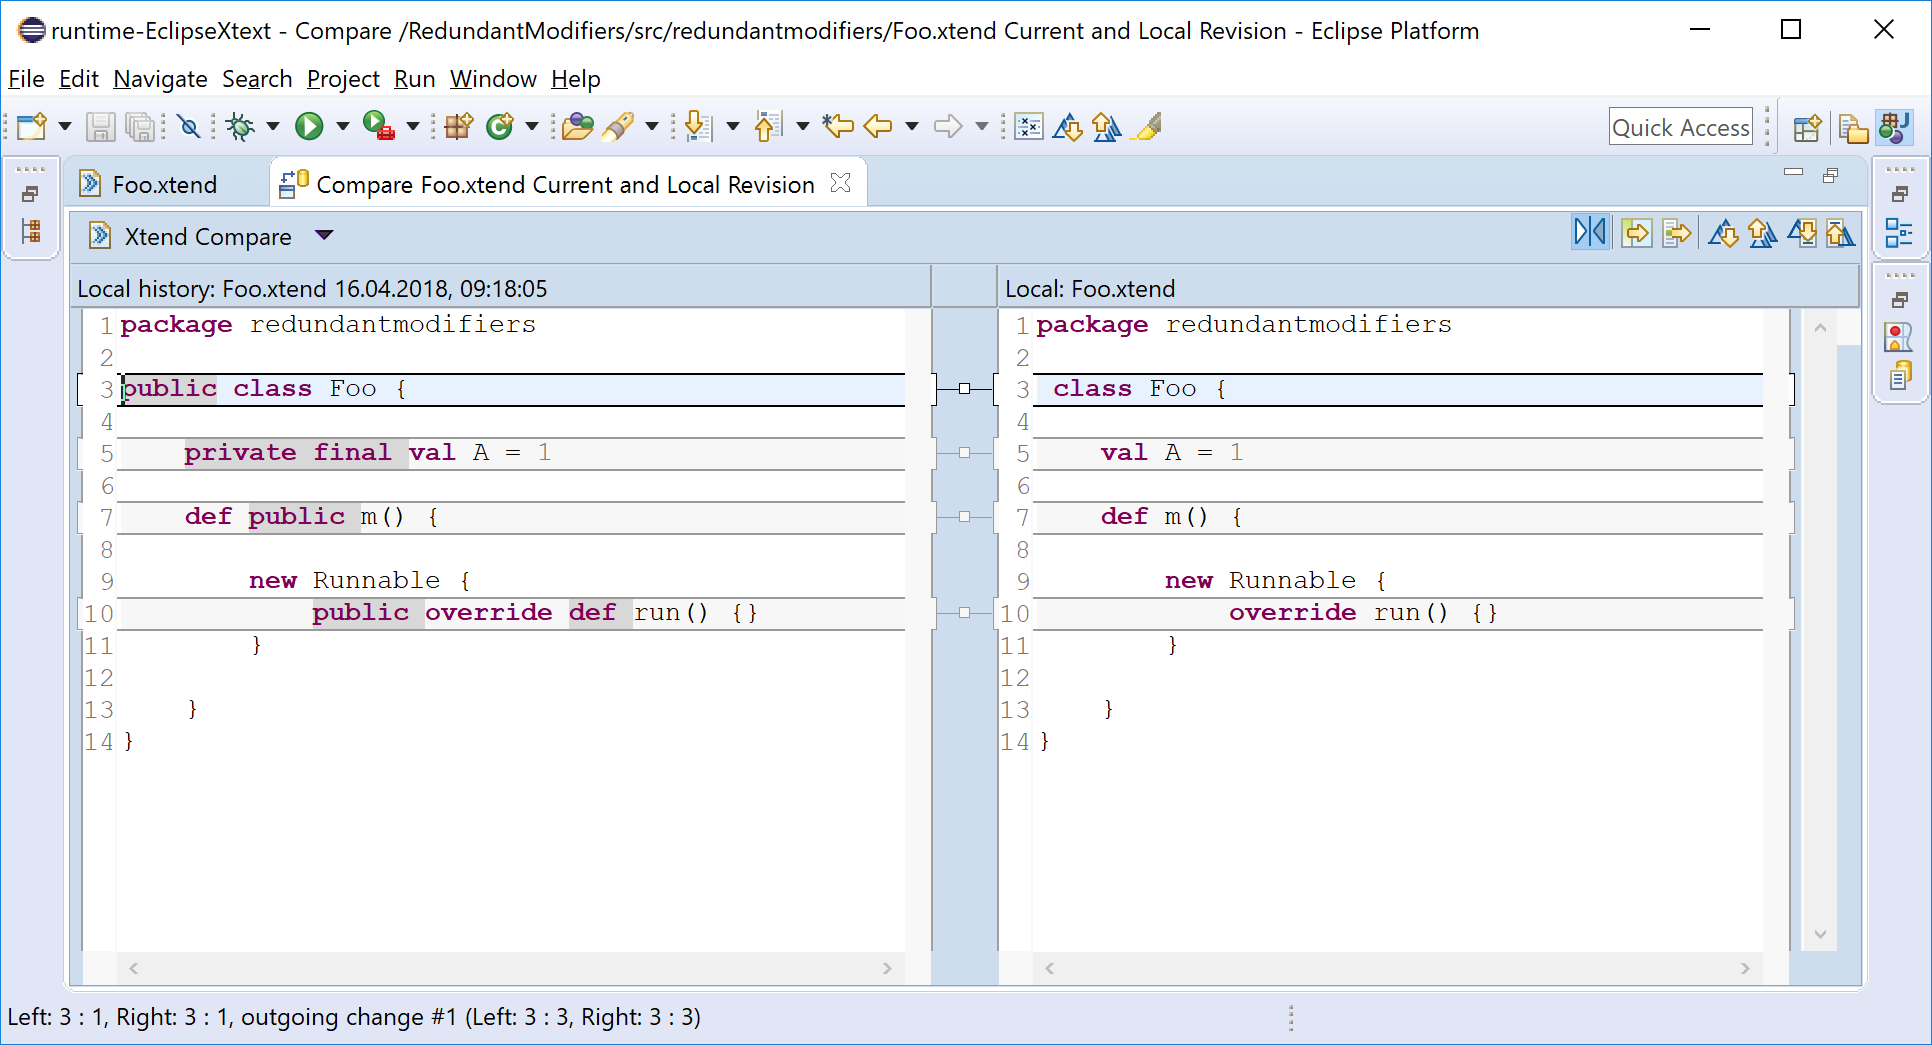 runtime-EclipseXtext - Compare /RedundantModifiers/src/redundantmodifiers/Foo.xtend Current and Local Revision - Eclipse Platform
File Edit Navigate Search Project Run Window Help
Quick Access
Foo.xtend
Compare Foo.xtend Current and Local Revision
Xtend Compare
Local history: Foo.xtend 16.04.2018, 09:18:05
1 package redundantmodifiers
2
3 public class Foo {
4
5     private final val A = 1
6
7     def public m() {
8
9         new Runnable {
10             public override def run() {}
11         }
12
13     }
14 }
Local: Foo.xtend
1 package redundantmodifiers
2
3  class Foo {
4
5     val A = 1
6
7     def m() {
8
9         new Runnable {
10             override run() {}
11         }
12
13     }
14 }
Left: 3 : 1, Right: 3 : 1, outgoing change #1 (Left: 3 : 3, Right: 3 : 3)